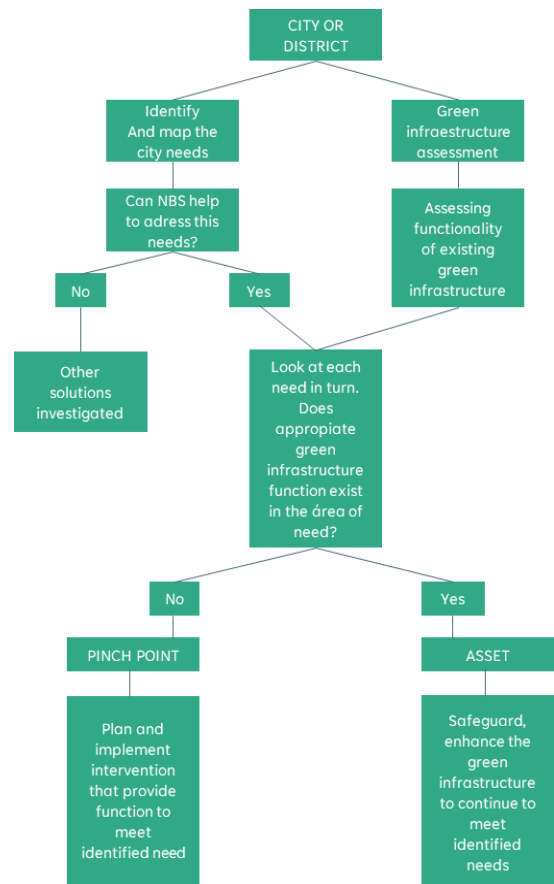 CITY OR
DISTRICT
Identify
And map the
city needs
Green
infraestructure
assessment
Can NBS help
to adress this
needs?
Assessing
functionality
of existing
green
infrastructure
No
Yes
Other
solutions
investigated
Look at each
need in turn.
Does
appropiate
green
infrastructure
function exist
in the área of
need?
No
Yes
PINCH POINT
ASSET
Plan and
implement
intervention
that provide
function to
meet
identified need
Safeguard,
enhance the
green
infrastructure
to continue to
meet
identified
needs